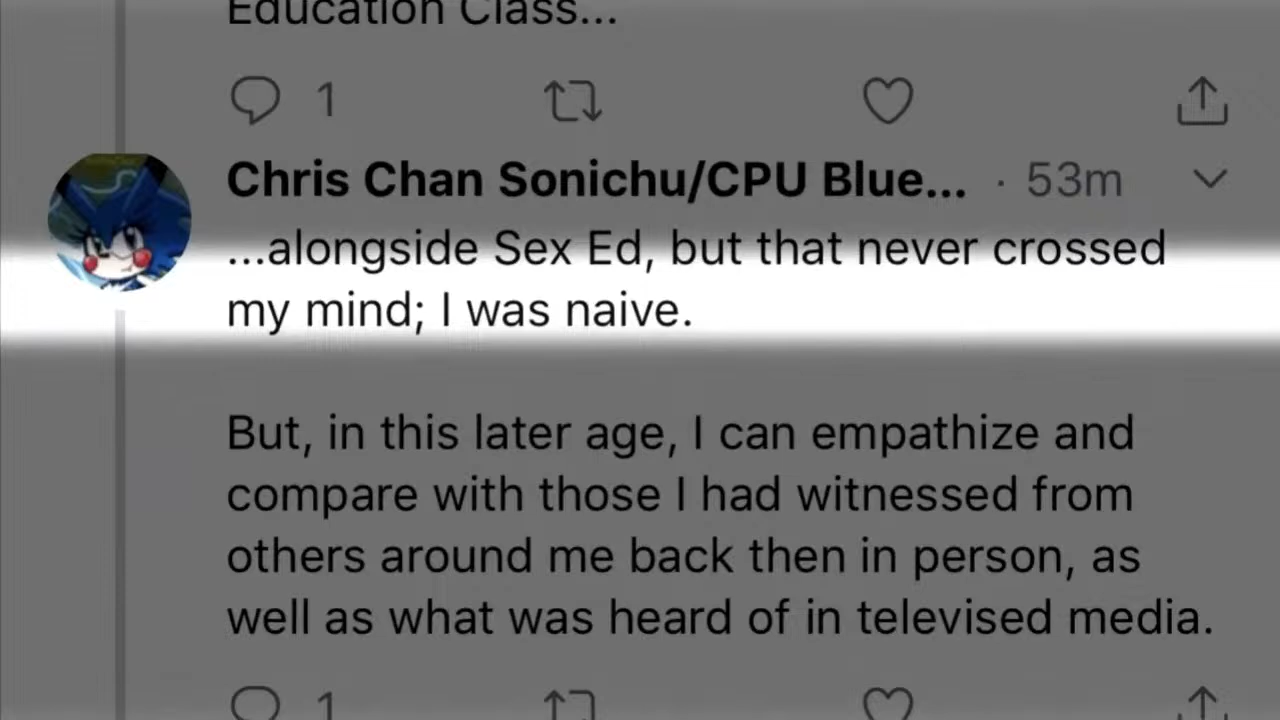 Education Class...
1
Chris Chan Sonichu/CPU Blue... · 53m
...alongside Sex Ed, but that never crossed
my mind; I was naive.
But, in this later age, I can empathize and
compare with those I had witnessed from
others around me back then in person, as
well as what was heard of in televised media.
1